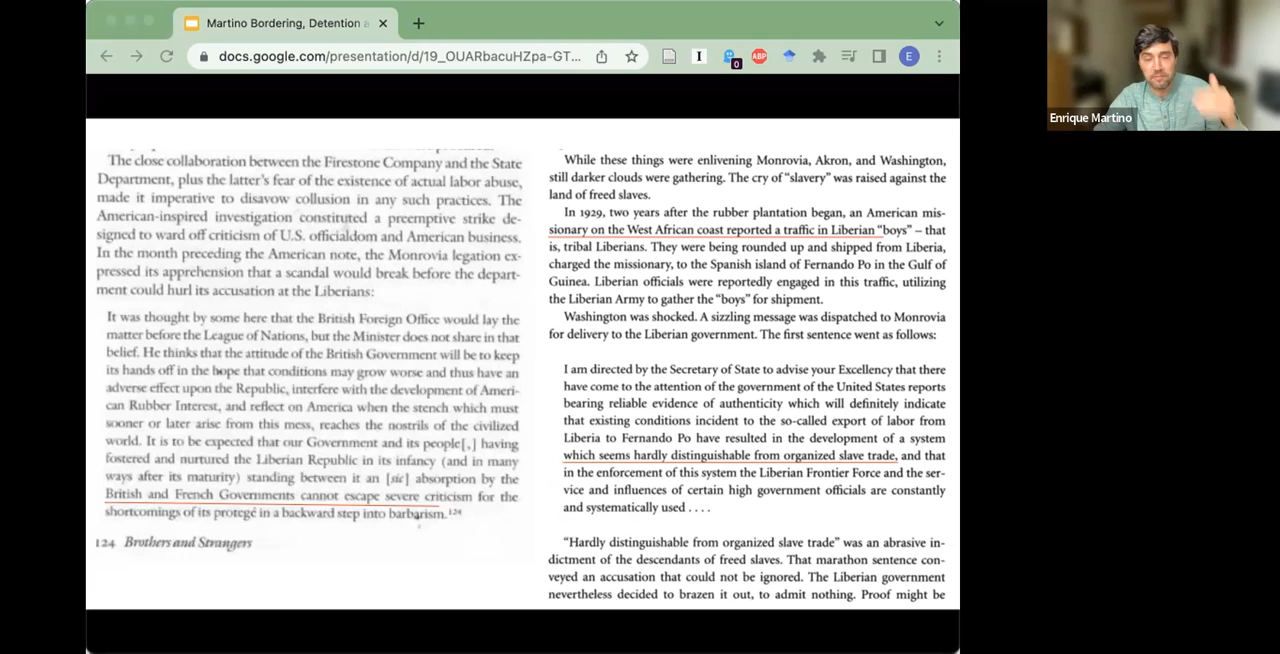 Martino Bordering, Detention a
docs.google.com/presentation/d/19_OUARbacuHZpa-GT...
I
0
ABP
E
Enrique Martino
The close collaboration between the Firestone Company and the State
Department, plus the latter's fear of the existence of actual labor abuse,
made it imperative to disavow collusion in any such practices. The
American-inspired investigation constituted a preemptive strike de-
signed to ward off criticism of U.S. officialdom and American business.
In the month preceding the American note, the Monrovia legation ex-
pressed its apprehension that a scandal would break before the depart-
ment could hurl its accusation at the Liberians:
It was thought by some here that the British Foreign Office would lay the
matter before the League of Nations, but the Minister does not share in that
belief. He thinks that the attitude of the British Government will be to keep
its hands off in the hope that conditions may grow worse and thus have an
adverse effect upon the Republic, interfere with the development of Ameri-
can Rubber Interest, and reflect on America when the stench which must
sooner or later arise from this mess, reaches the nostrils of the civilized
world. It is to be expected that our Government and its people[,] having
fostered and nurtured the Liberian Republic in its infancy (and in many
ways after its maturity) standing between it an [sic] absorption by the
British and French Governments cannot escape severe criticism for the
shortcomings of its protegé in a backward step into barbarism.¹²⁴
124 Brothers and Strangers
While these things were enlivening Monrovia, Akron, and Washington,
still darker clouds were gathering. The cry of "slavery" was raised against the
land of freed slaves.
In 1929, two years after the rubber plantation began, an American mis-
sionary on the West African coast reported a traffic in Liberian "boys" – that
is, tribal Liberians. They were being rounded up and shipped from Liberia,
charged the missionary, to the Spanish island of Fernando Po in the Gulf of
Guinea. Liberian officials were reportedly engaged in this traffic, utilizing
the Liberian Army to gather the "boys" for shipment.
Washington was shocked. A sizzling message was dispatched to Monrovia
for delivery to the Liberian government. The first sentence went as follows:
I am directed by the Secretary of State to advise your Excellency that there
have come to the attention of the government of the United States reports
bearing reliable evidence of authenticity which will definitely indicate
that existing conditions incident to the so-called export of labor from
Liberia to Fernando Po have resulted in the development of a system
which seems hardly distinguishable from organized slave trade, and that
in the enforcement of this system the Liberian Frontier Force and the ser-
vice and influences of certain high government officials are constantly
and systematically used . . . .
"Hardly distinguishable from organized slave trade" was an abrasive in-
dictment of the descendants of freed slaves. That marathon sentence con-
veyed an accusation that could not be ignored. The Liberian government
nevertheless decided to brazen it out, to admit nothing. Proof might be